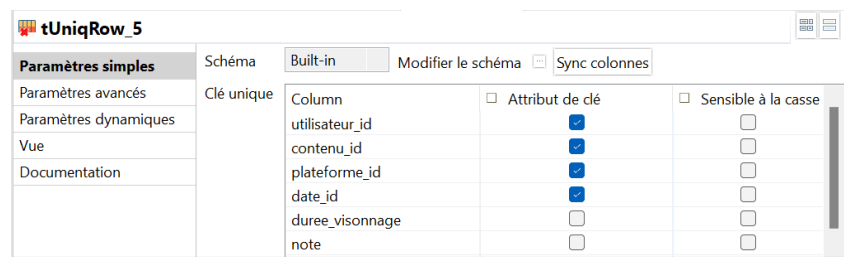 tUniqRow_5
Paramètres simples
Paramètres avancés
Paramètres dynamiques
Vue
Documentation
Schéma Built-in Modifier le schéma ... Sync colonnes
Clé unique
Column Attribut de clé Sensible à la casse
utilisateur_id
contenu_id
plateforme_id
date_id
duree_visonnage
note